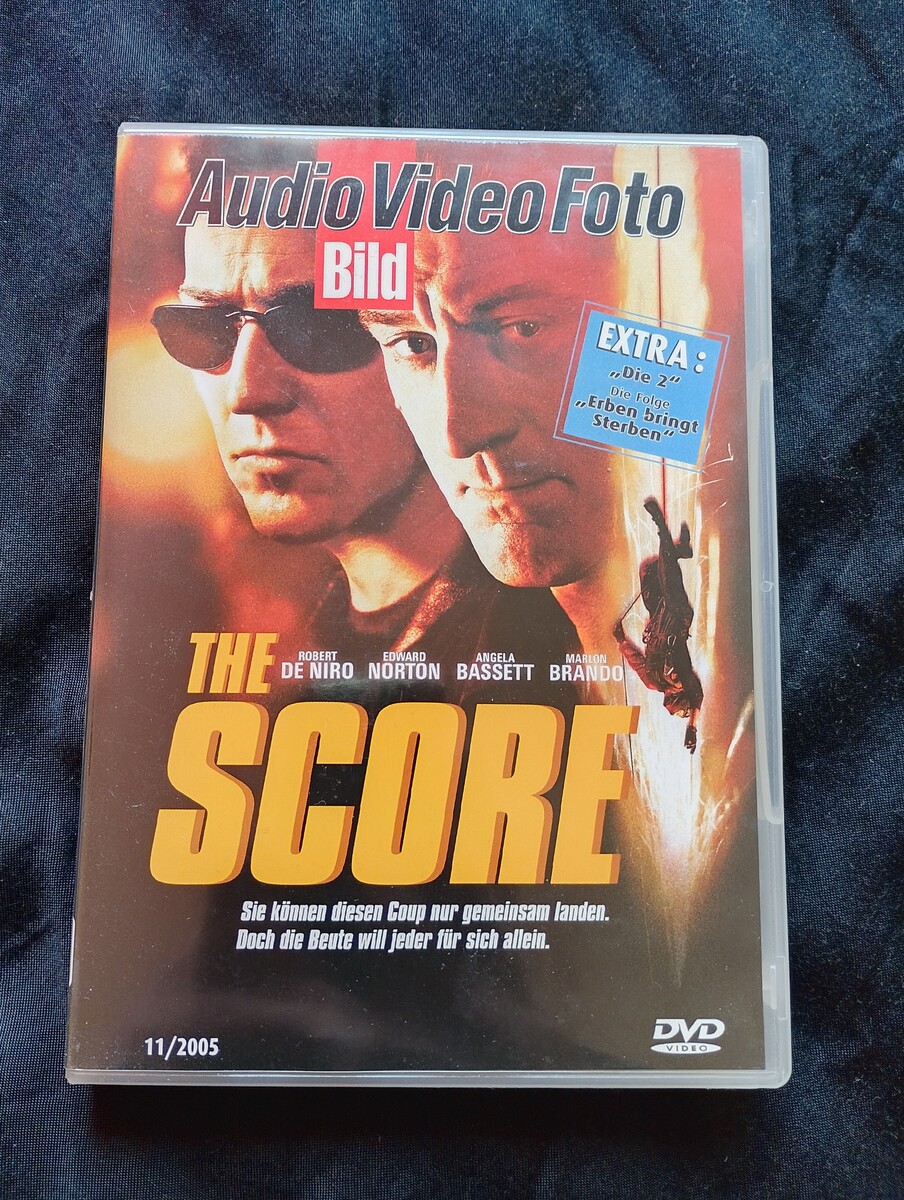 Audio Video Foto
Bild
EXTRA:
„Die 2“
Die Folge
„Erben bringt
Sterben“
THE
ROBERT
DE NIRO
EDWARD
NORTON
ANGELA
BASSETT
MARLON
BRANDO
SCORE
Sie können diesen Coup nur gemeinsam landen.
Doch die Beute will jeder für sich allein.
11/2005
DVD
VIDEO